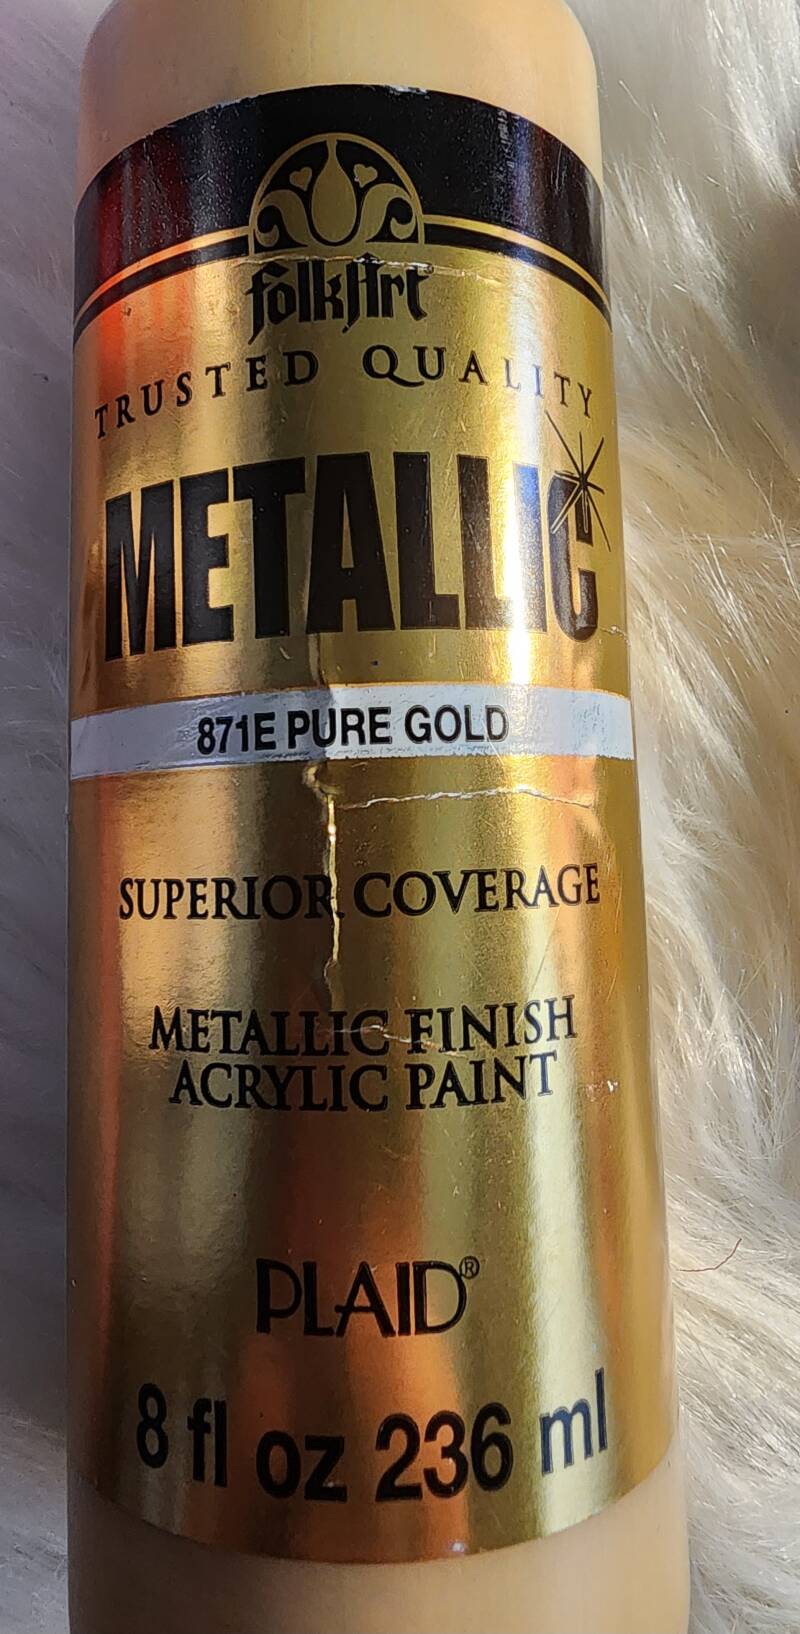 folkArt
TRUSTED QUALITY
METALLIC
871E PURE GOLD
SUPERIOR COVERAGE
METALLIC FINISH
ACRYLIC PAINT
PLAID®
8 fl oz 236 ml